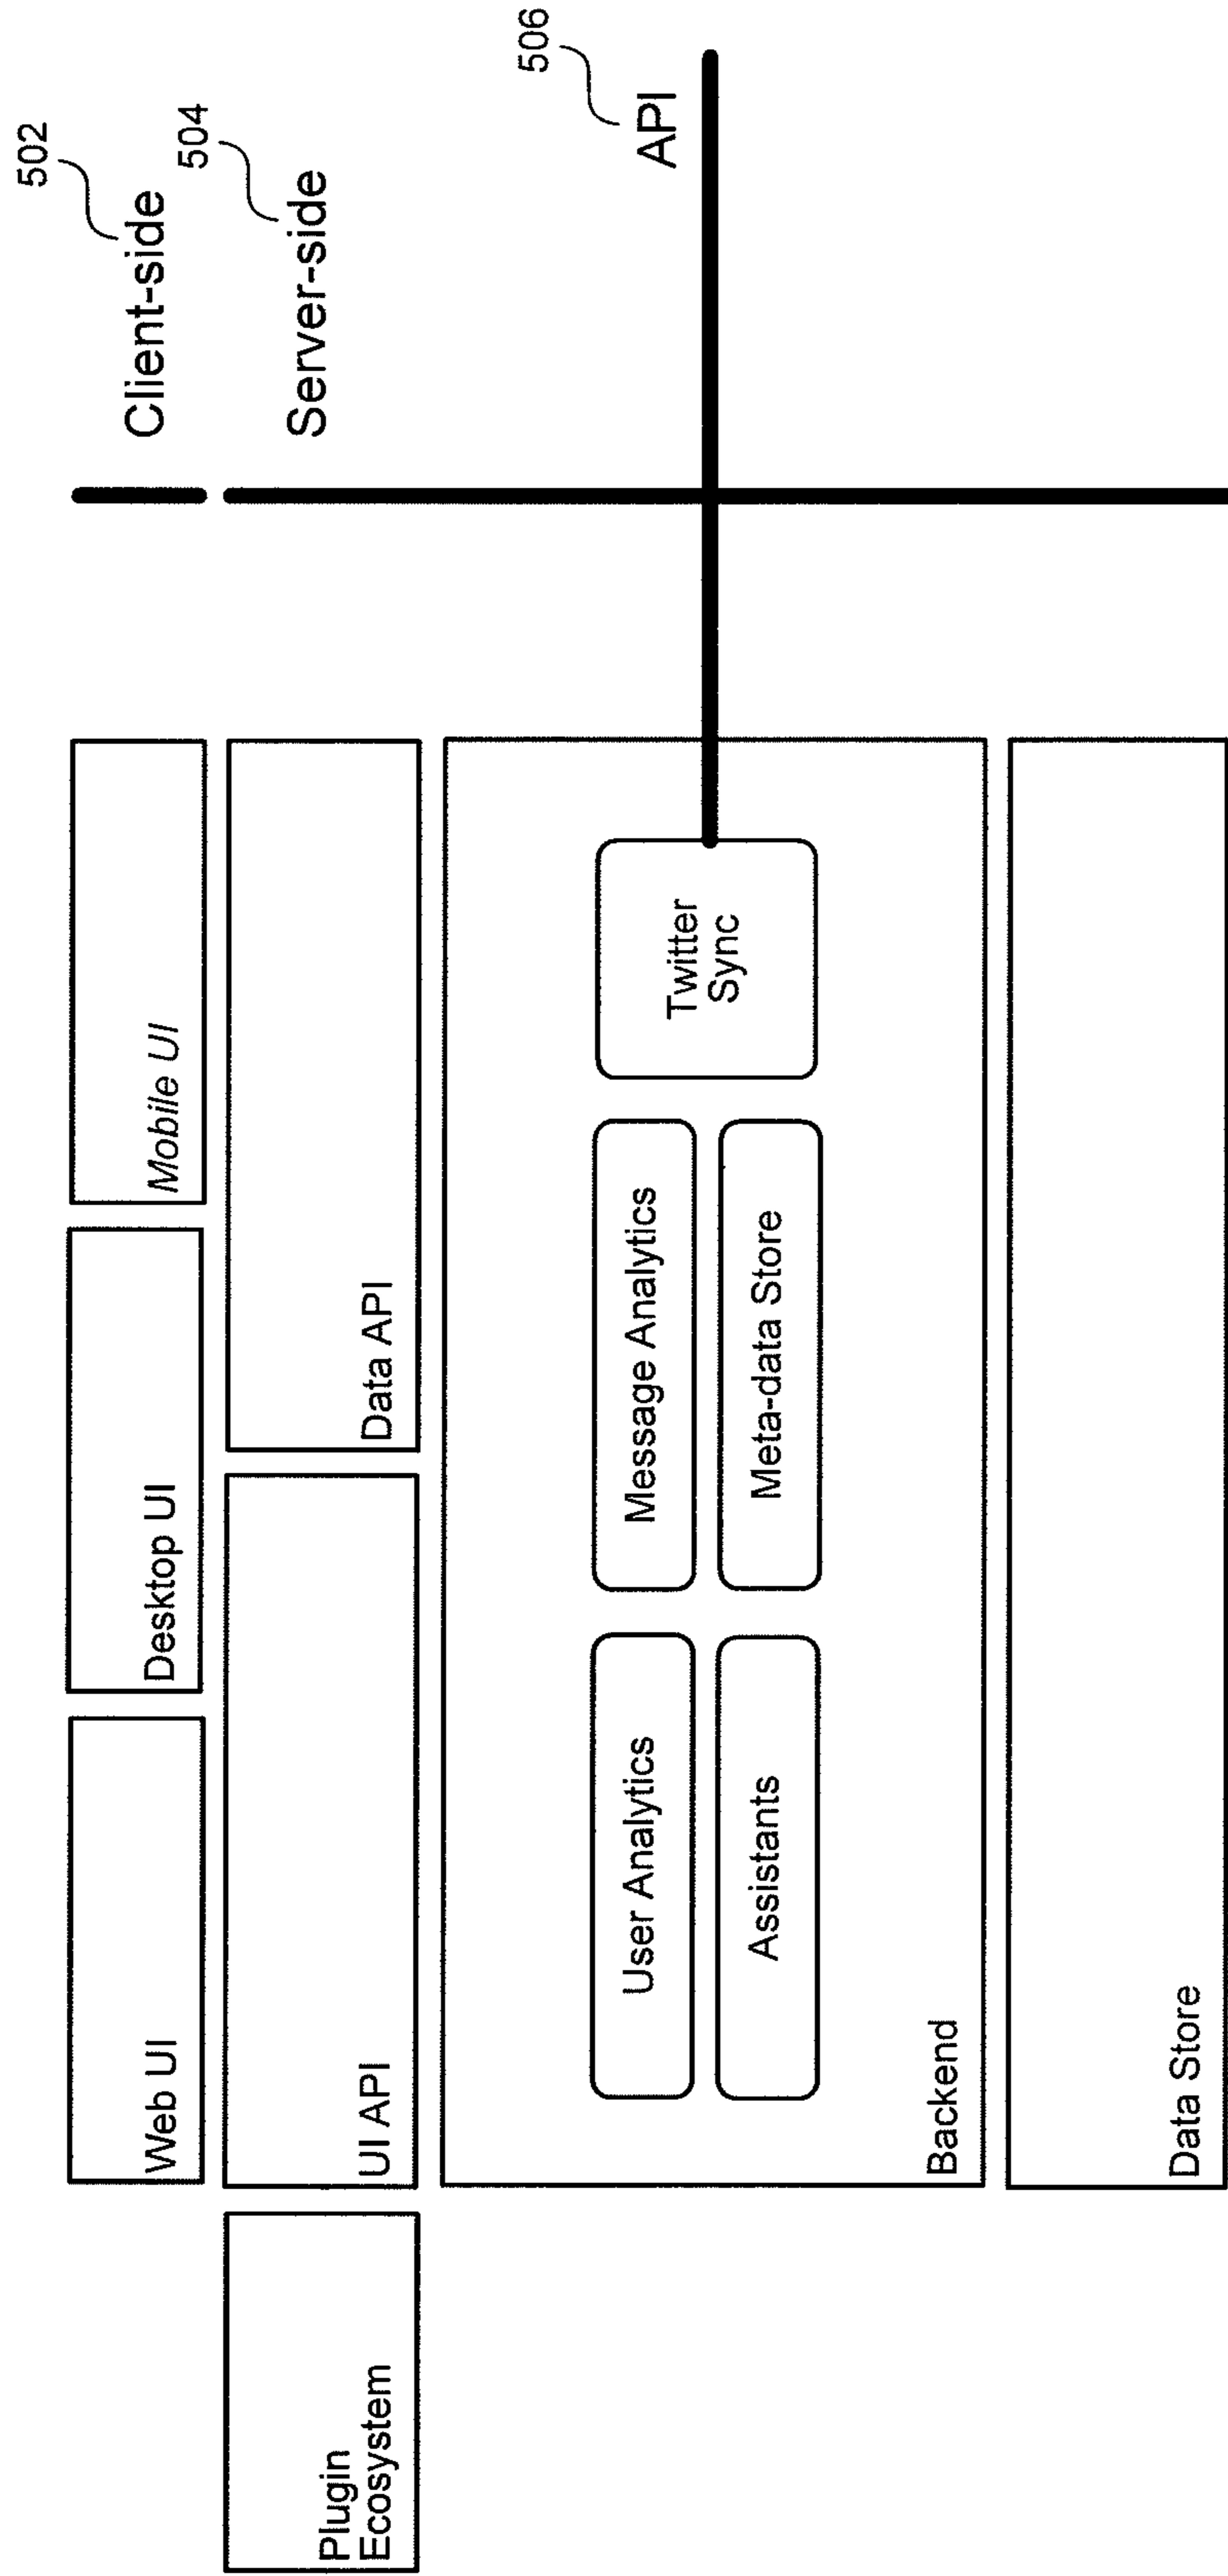 502
Client-side
504
Server-side
506
API
Web UI
Desktop UI
Mobile UI
Plugin
Ecosystem
UI API
Data API
User Analytics
Message Analytics
Twitter
Sync
Assistants
Meta-data Store
Backend
Data Store